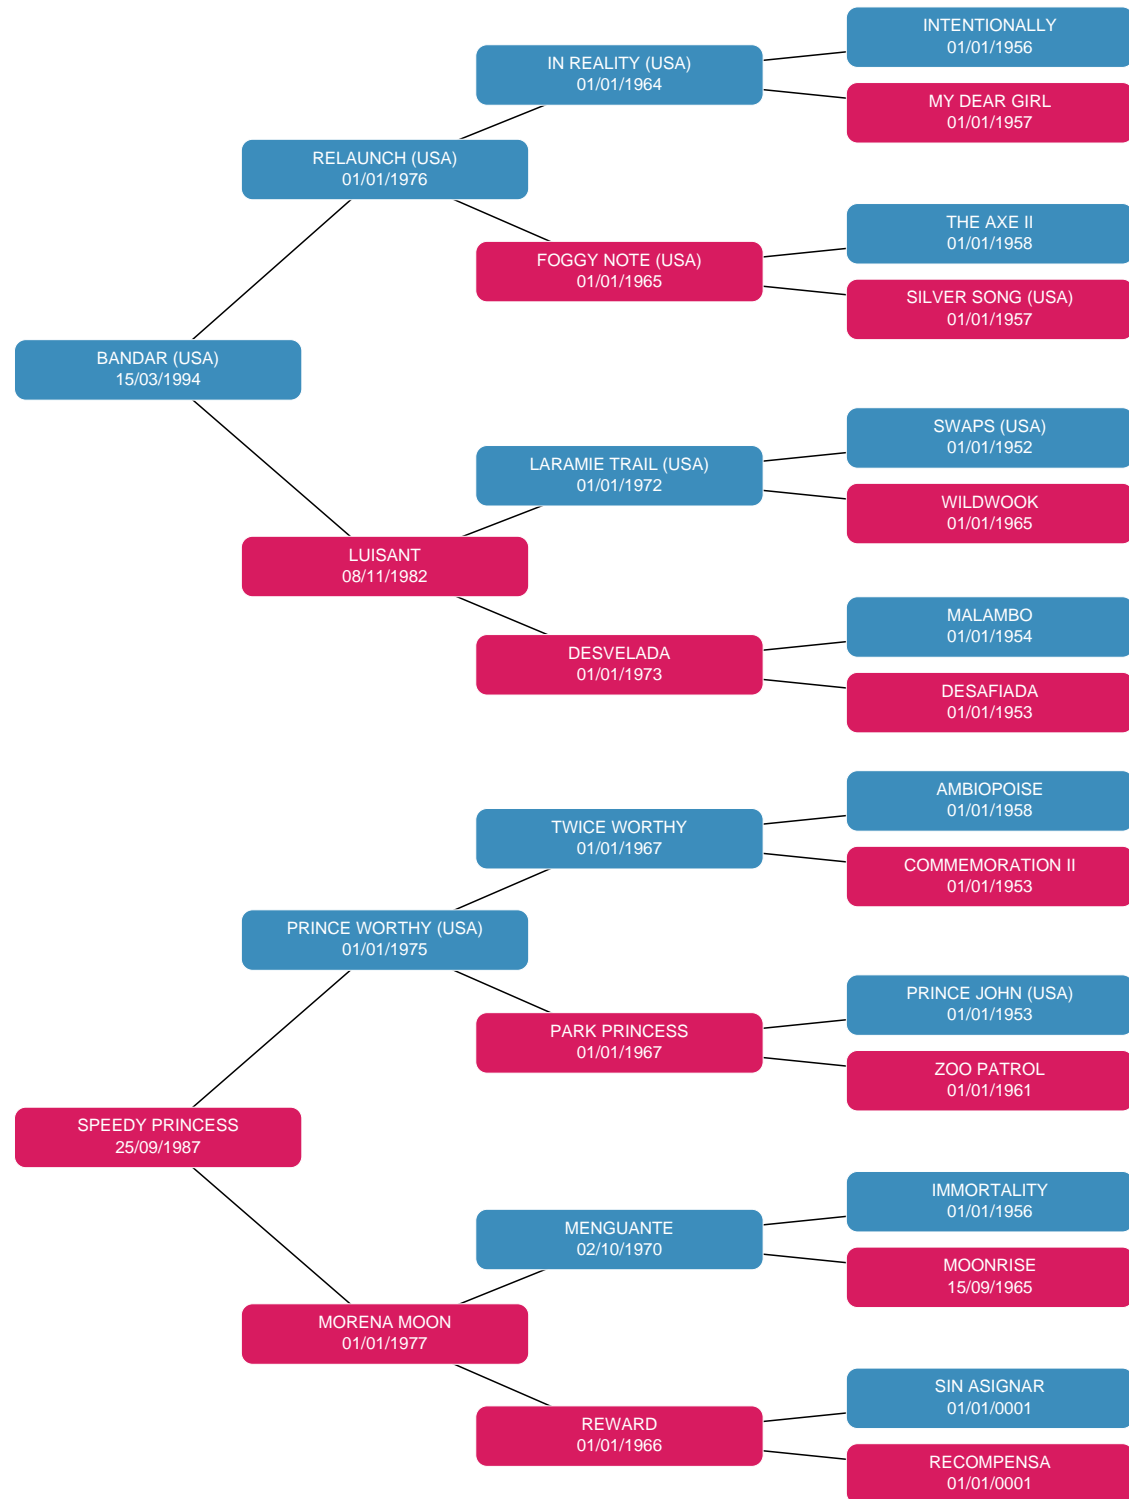 INTENTIONALLY
01/01/1956
IN REALITY (USA)
01/01/1964
MY DEAR GIRL
01/01/1957
RELAUNCH (USA)
01/01/1976
THE AXE II
01/01/1958
FOGGY NOTE (USA)
01/01/1965
SILVER SONG (USA)
01/01/1957
BANDAR (USA)
15/03/1994
SWAPS (USA)
01/01/1952
LARAMIE TRAIL (USA)
01/01/1972
WILDWOOK
01/01/1965
LUISANT
08/11/1982
MALAMBO
01/01/1954
DESVELADA
01/01/1973
DESAFIADA
01/01/1953
AMBIOPOISE
01/01/1958
TWICE WORTHY
01/01/1967
COMMEMORATION II
01/01/1953
PRINCE WORTHY (USA)
01/01/1975
PRINCE JOHN (USA)
01/01/1953
PARK PRINCESS
01/01/1967
ZOO PATROL
01/01/1961
SPEEDY PRINCESS
25/09/1987
IMMORTALITY
01/01/1956
MENGUANTE
02/10/1970
MOONRISE
15/09/1965
MORENA MOON
01/01/1977
SIN ASIGNAR
01/01/0001
REWARD
01/01/1966
RECOMPENSA
01/01/0001